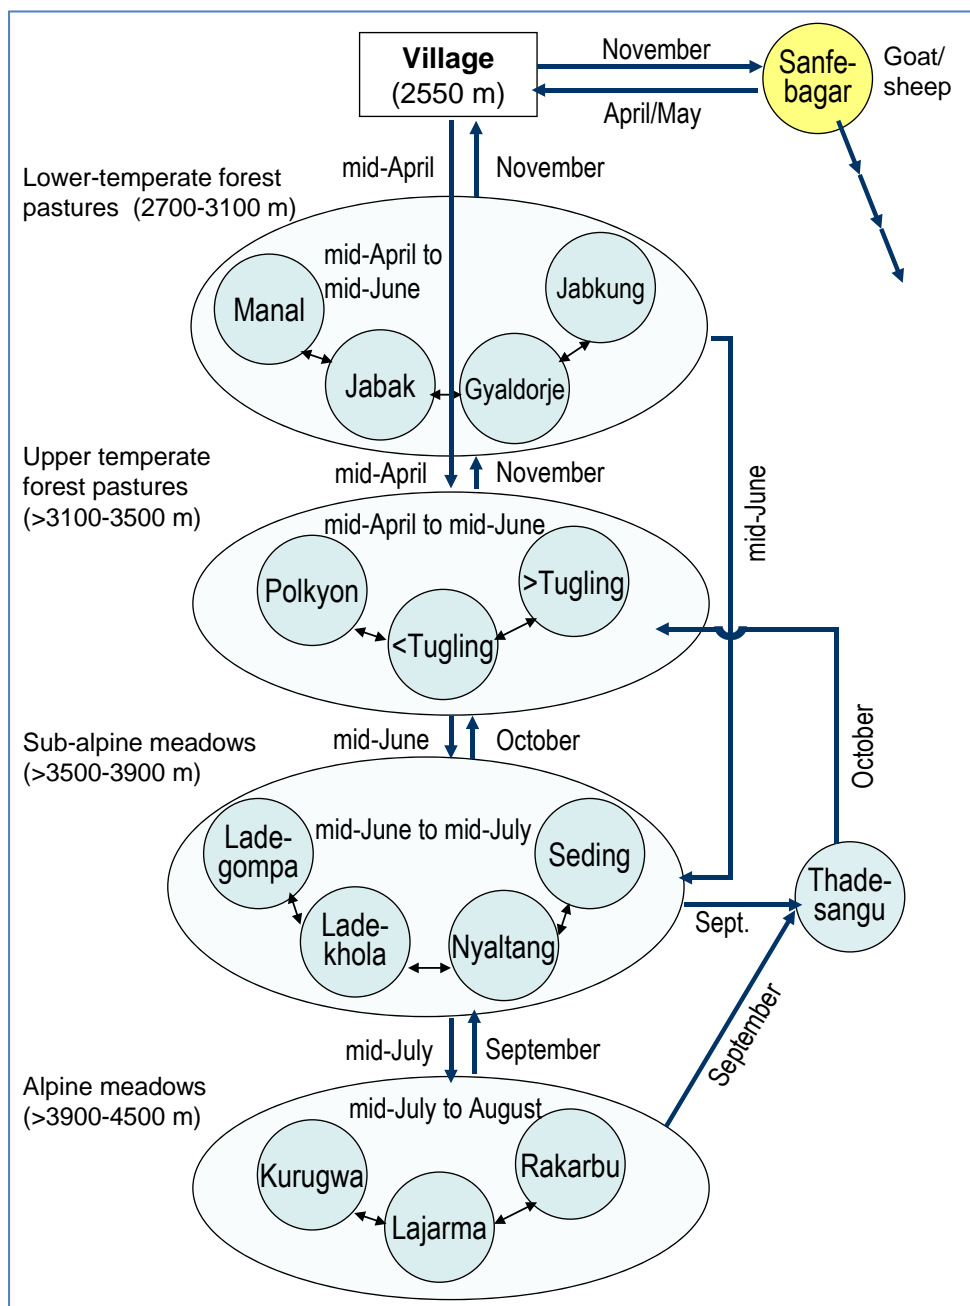 Village
(2550 m)
November
April/May
Sanfe-
bagar
Goat/
sheep
mid-April
November
Lower-temperate forest
pastures (2700-3100 m)
mid-April to
mid-June
Manal
Jabak
Gyaldorje
Jabkung
mid-June
Upper temperate
forest pastures
(>3100-3500 m)
mid-April
November
mid-April to mid-June
Polkyon
<Tugling
>Tugling
October
Sub-alpine meadows
(>3500-3900 m)
mid-June
October
mid-June to mid-July
Lade-
gompa
Lade-
khola
Nyaltang
Seding
Sept.
Thade-
sangu
September
Alpine meadows
(>3900-4500 m)
mid-July
September
mid-July to August
Kurugwa
Lajarma
Rakarbu